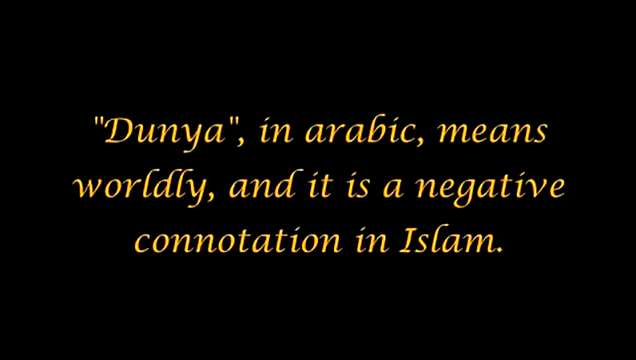 "Dunya", in arabic, means
worldly, and it is a negative
connotation in Islam.